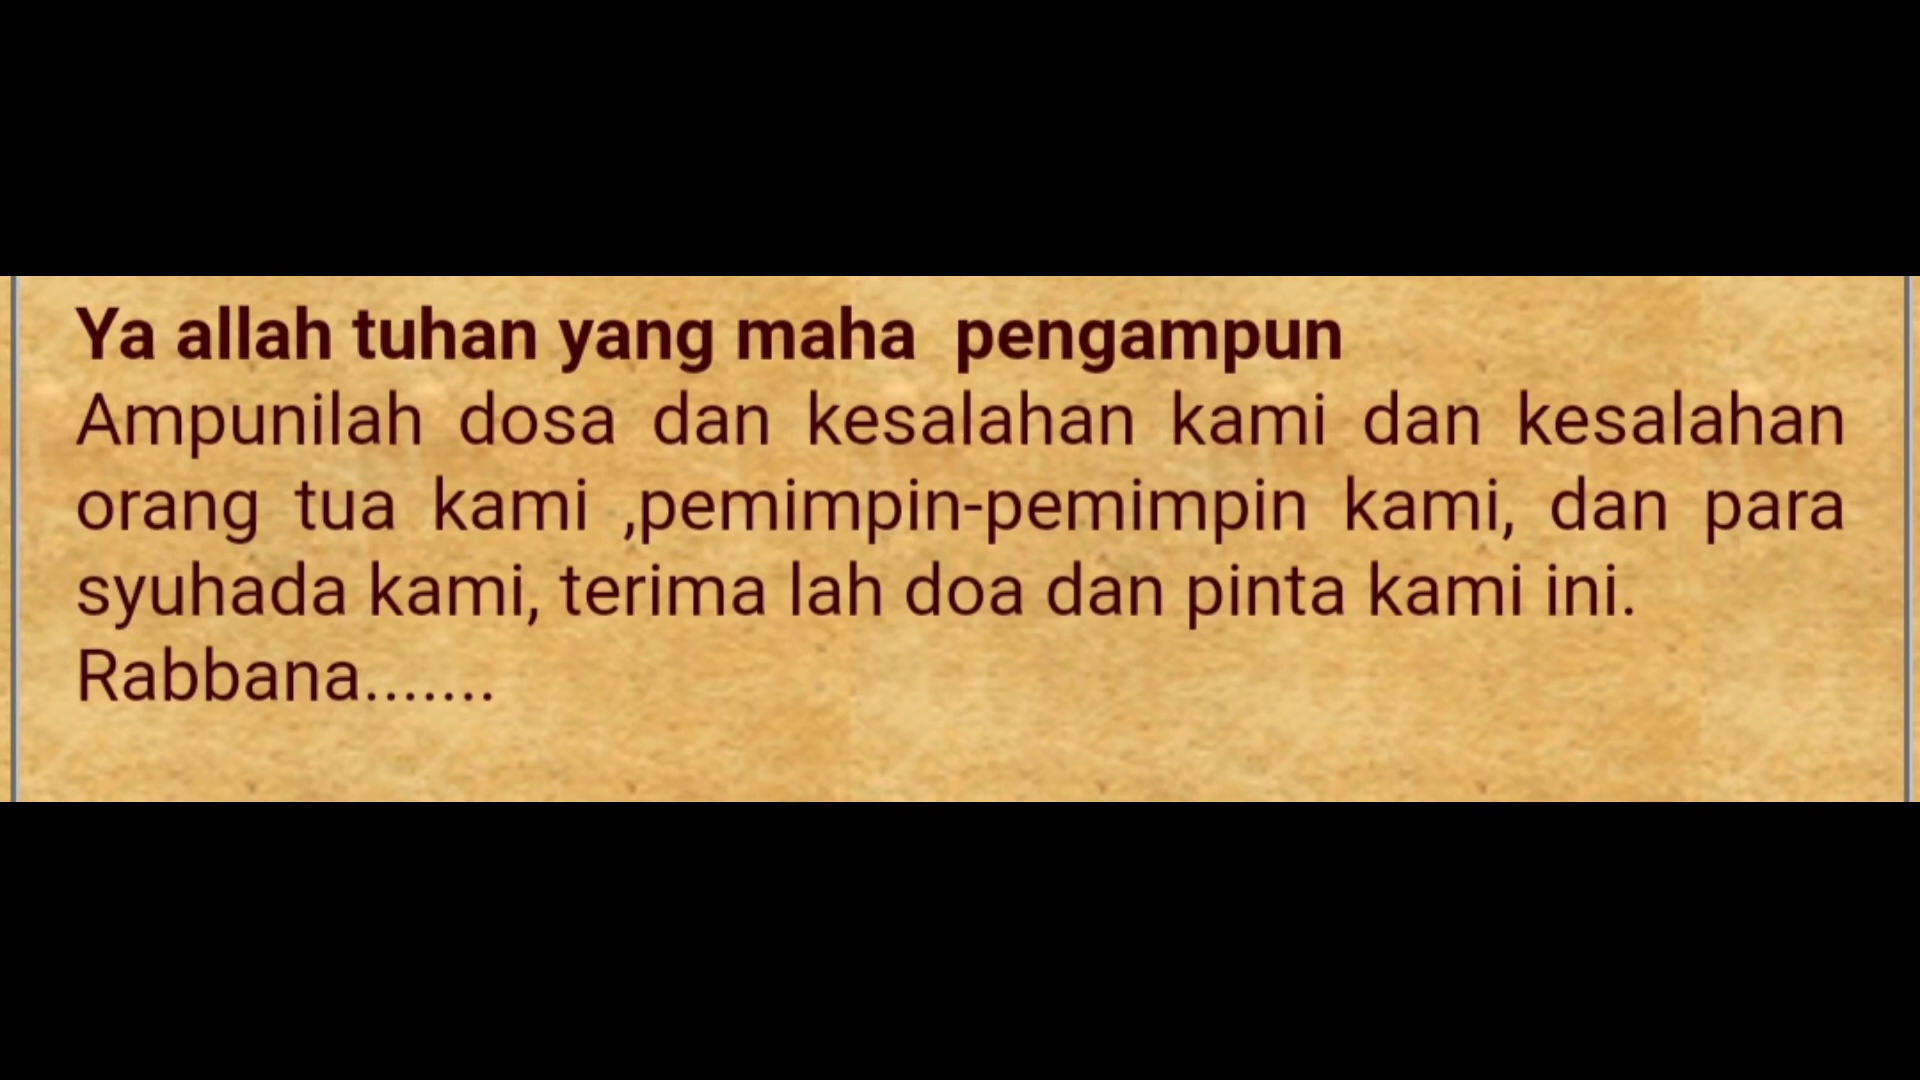 Ya allah tuhan yang maha  pengampun
Ampunilah dosa dan kesalahan kami dan kesalahan
orang tua kami ,pemimpin-pemimpin kami, dan para
syuhada kami, terima lah doa dan pinta kami ini.
Rabbana.......